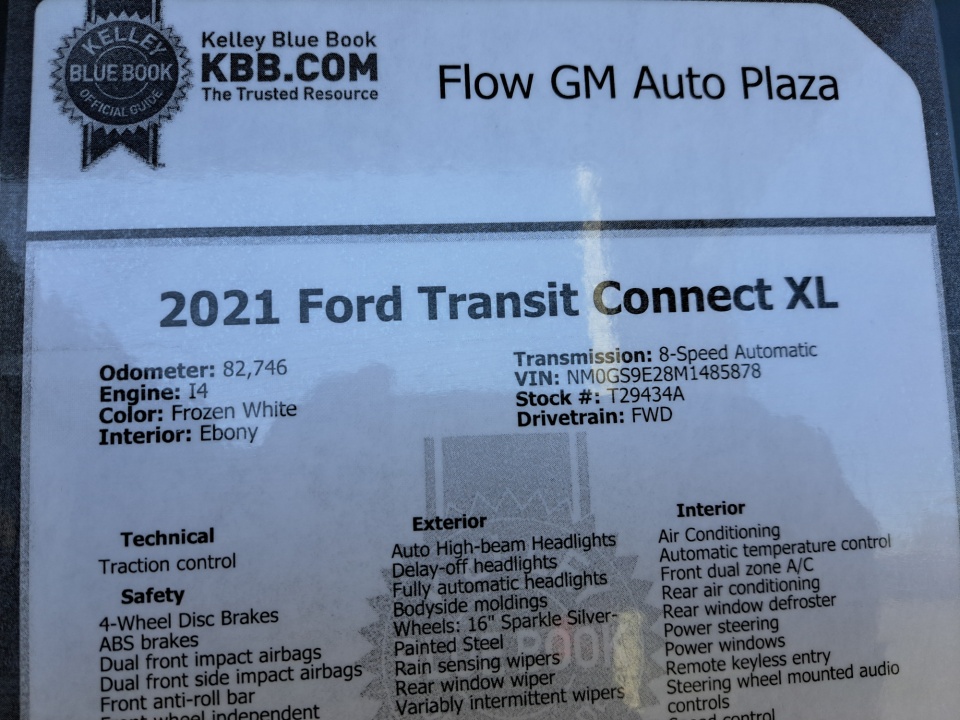 KELLEY
BLUE BOOK
OFFICIAL GUIDE
Kelley Blue Book
KBB.COM
The Trusted Resource
Flow GM Auto Plaza
2021 Ford Transit Connect XL
Odometer: 82,746
Engine: I4
Color: Frozen White
Interior: Ebony
Transmission: 8-Speed Automatic
VIN: NM0GS9E28M1485878
Stock #: T29434A
Drivetrain: FWD
Technical
Traction control
Safety
4-Wheel Disc Brakes
ABS brakes
Dual front impact airbags
Dual front side impact airbags
Front anti-roll bar
Front wheel independent
Exterior
Auto High-beam Headlights
Delay-off headlights
Fully automatic headlights
Bodyside moldings
Wheels: 16" Sparkle Silver-
Painted Steel
Rain sensing wipers
Rear window wiper
Variably intermittent wipers
Interior
Air Conditioning
Automatic temperature control
Front dual zone A/C
Rear air conditioning
Rear window defroster
Power steering
Power windows
Remote keyless entry
Steering wheel mounted audio
controls
Speed control